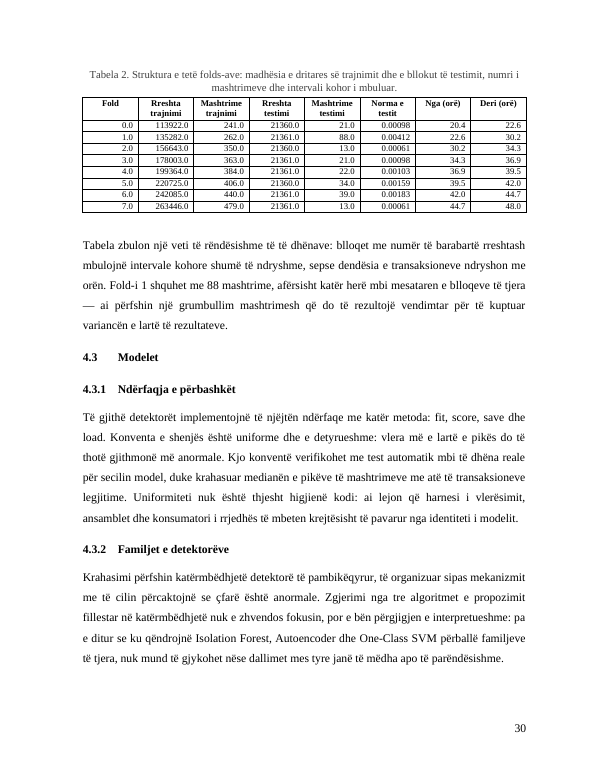 Tabela 2. Struktura e tetë folds-ave: madhësia e dritares së trajnimit dhe e bllokut të testimit, numri i
mashtrimeve dhe intervali kohor i mbuluar.
Fold Rreshta trajnimi Mashtrime trajnimi Rreshta testimi Mashtrime testimi Norma e testit Nga (orë) Deri (orë)
0.0 113922.0 241.0 21360.0 21.0 0.00098 20.4 22.6
1.0 135282.0 262.0 21361.0 88.0 0.00412 22.6 30.2
2.0 156643.0 350.0 21360.0 13.0 0.00061 30.2 34.3
3.0 178003.0 363.0 21361.0 21.0 0.00098 34.3 36.9
4.0 199364.0 384.0 21361.0 22.0 0.00103 36.9 39.5
5.0 220725.0 406.0 21360.0 34.0 0.00159 39.5 42.0
6.0 242085.0 440.0 21361.0 39.0 0.00183 42.0 44.7
7.0 263446.0 479.0 21361.0 13.0 0.00061 44.7 48.0
Tabela zbulon një veti të rëndësishme të të dhënave: blloqet me numër të barabartë rreshtash
mbulojnë intervale kohore shumë të ndryshme, sepse dendësia e transaksioneve ndryshon me
orën. Fold-i 1 shquhet me 88 mashtrime, afërsisht katër herë mbi mesataren e blloqeve të tjera
— ai përfshin një grumbullim mashtrimesh që do të rezultojë vendimtar për të kuptuar
variancën e lartë të rezultateve.
4.3 Modelet
4.3.1 Ndërfaqja e përbashkët
Të gjithë detektorët implementojnë të njëjtën ndërfaqe me katër metoda: fit, score, save dhe
load. Konventa e shenjës është uniforme dhe e detyrueshme: vlera më e lartë e pikës do të
thotë gjithmonë më anormale. Kjo konventë verifikohet me test automatik mbi të dhëna reale
për secilin model, duke krahasuar medianën e pikëve të mashtrimeve me atë të transaksioneve
legjitime. Uniformiteti nuk është thjesht higjienë kodi: ai lejon që harnesi i vlerësimit,
ansamblet dhe konsumatori i rrjedhës të mbeten krejtësisht të pavarur nga identiteti i modelit.
4.3.2 Familjet e detektorëve
Krahasimi përfshin katërmbëdhjetë detektorë të pambikëqyrur, të organizuar sipas mekanizmit
me të cilin përcaktojnë se çfarë është anormale. Zgjerimi nga tre algoritmet e propozimit
fillestar në katërmbëdhjetë nuk e zhvendos fokusin, por e bën përgjigjen e interpretueshme: pa
e ditur se ku qëndrojnë Isolation Forest, Autoencoder dhe One-Class SVM përballë familjeve
të tjera, nuk mund të gjykohet nëse dallimet mes tyre janë të mëdha apo të parëndësishme.
30